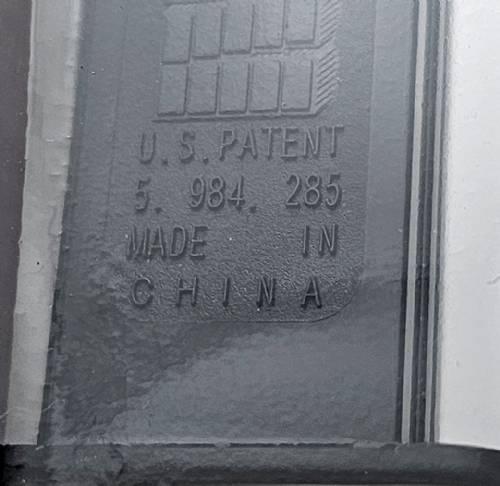 U.S. PATENT
5. 984. 285
MADE IN
CHINA